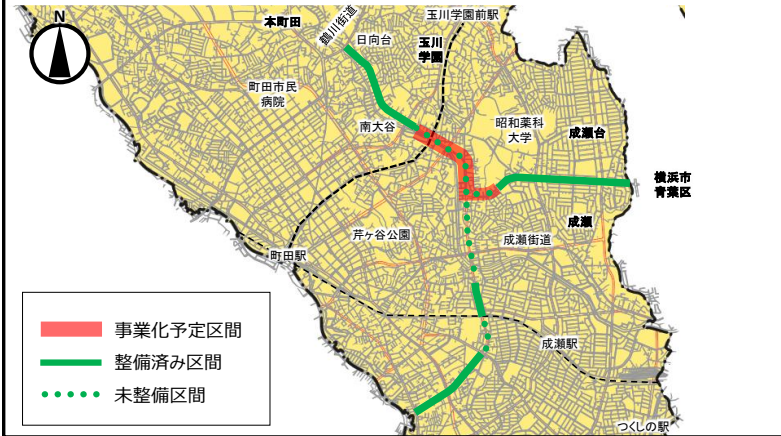 玉川学園前駅
N
本町田
鶴川街道
日向台
玉川
学園
町田市民
病院
南大谷
昭和薬科
大学
成瀬台
横浜市
青葉区
成瀬
芹ヶ谷公園
成瀬街道
町田駅
事業化予定区間
整備済み区間
未整備区間
成瀬駅
つくしの駅